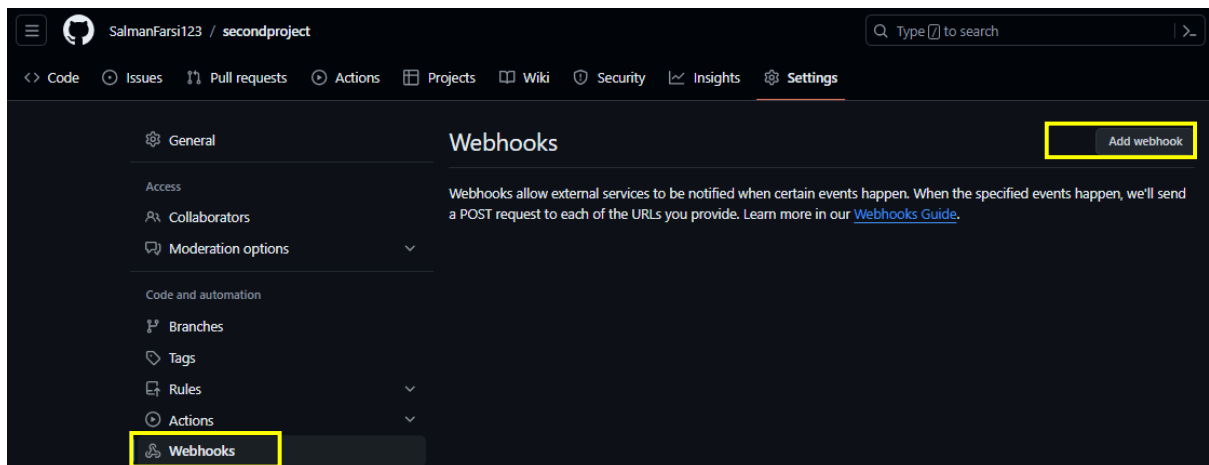 SalmanFarsi123 / secondproject
Type / to search
Code Issues Pull requests Actions Projects Wiki Security Insights Settings
General
Access
Collaborators
Moderation options
Code and automation
Branches
Tags
Rules
Actions
Webhooks
Webhooks
Add webhook
Webhooks allow external services to be notified when certain events happen. When the specified events happen, we'll send
a POST request to each of the URLs you provide. Learn more in our Webhooks Guide.